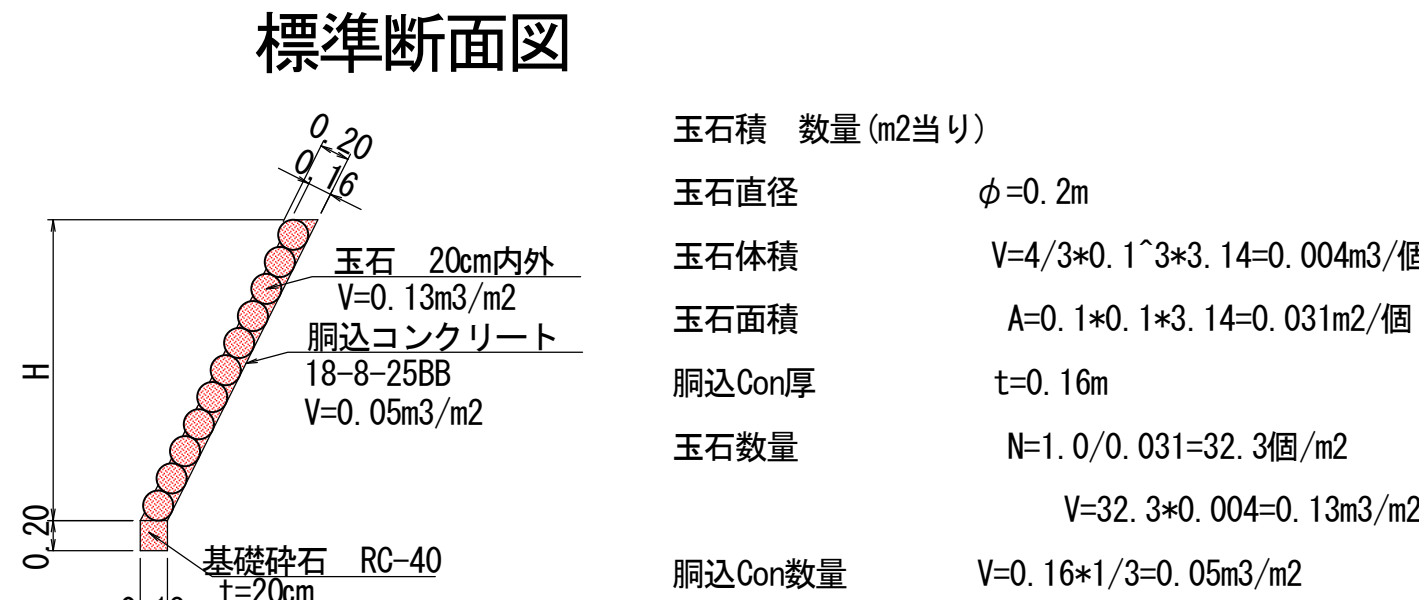 標準断面図
0.20
0.16
玉石　20cm内外
V=0.13m3/m2
胴込コンクリート
18-8-25BB
V=0.05m3/m2
H
0.20
基礎砕石　RC-40
t=20cm
玉石積　数量(m2当り)
玉石直径　φ=0.2m
玉石体積　V=4/3*0.1^3*3.14=0.004m3/個
玉石面積　A=0.1*0.1*3.14=0.031m2/個
胴込Con厚　t=0.16m
玉石数量　N=1.0/0.031=32.3個/m2
V=32.3*0.004=0.13m3/m2
胴込Con数量　V=0.16*1/3=0.05m3/m2